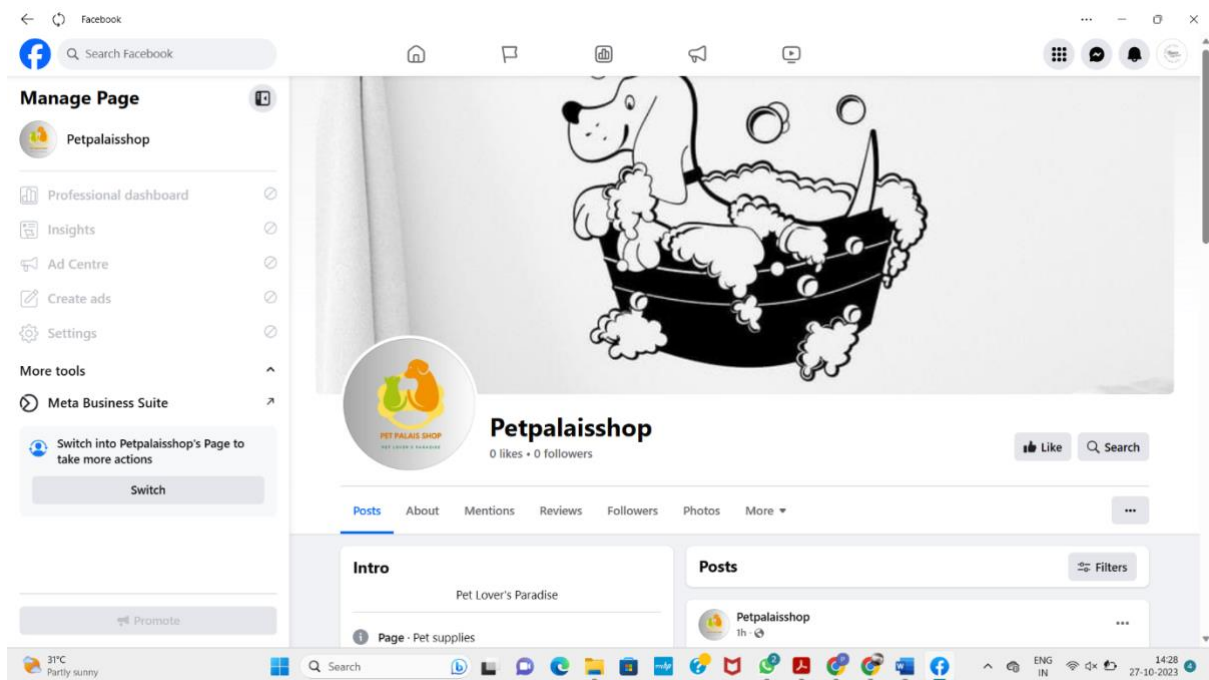 Facebook
Search Facebook
Manage Page
Petpalaisshop
Professional dashboard
Insights
Ad Centre
Create ads
Settings
More tools
Meta Business Suite
Switch into Petpalaisshop's Page to
take more actions
Switch
Promote
PET PALAIS SHOP
PET LOVER'S PARADISE
Petpalaisshop
0 likes • 0 followers
Like
Search
Posts About Mentions Reviews Followers Photos More
Intro
Pet Lover's Paradise
Page · Pet supplies
Posts
Filters
Petpalaisshop
1h
31°C
Partly sunny
Search
ENG
IN
14:28
27-10-2023